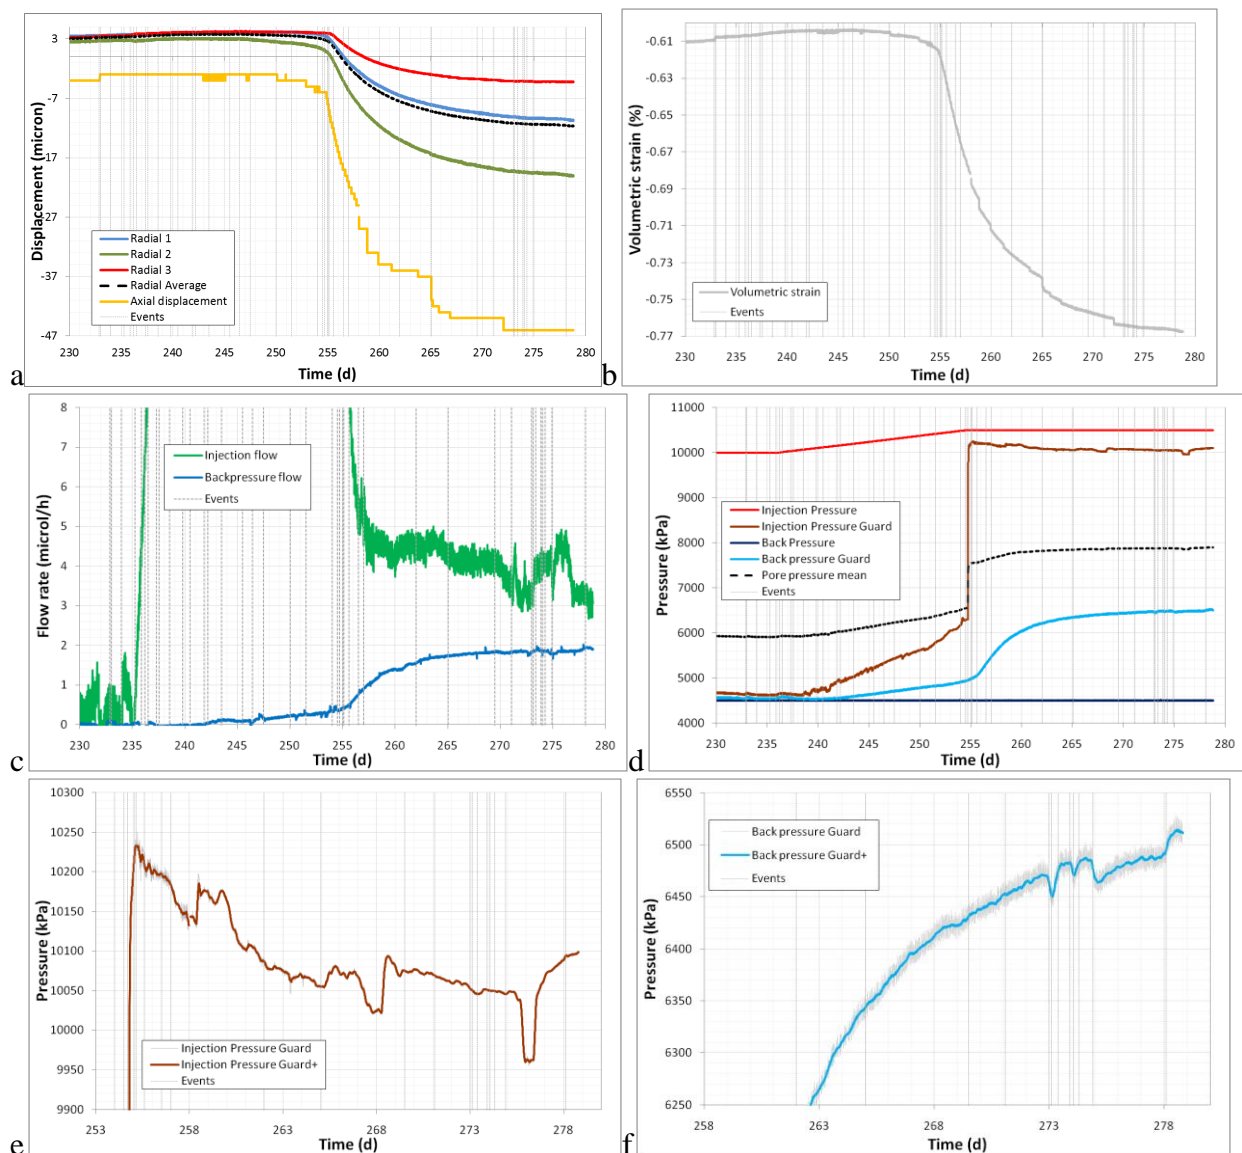 3
-7
-17
-27
-37
-47
Displacement (micron)
Radial 1
Radial 2
Radial 3
Radial Average
Axial displacement
Events
230 235 240 245 250 255 260 265 270 275 280
Time (d)
a
-0.61
-0.63
-0.65
-0.67
-0.69
-0.71
-0.73
-0.75
-0.77
Volumetric strain (%)
Volumetric strain
Events
230 235 240 245 250 255 260 265 270 275 280
Time (d)
b
8
7
6
5
4
3
2
1
0
Flow rate (microl/h)
Injection flow
Backpressure flow
Events
230 235 240 245 250 255 260 265 270 275 280
Time (d)
c
11000
10000
9000
8000
7000
6000
5000
4000
Pressure (kPa)
Injection Pressure
Injection Pressure Guard
Back Pressure
Back pressure Guard
Pore pressure mean
Events
230 235 240 245 250 255 260 265 270 275 280
Time (d)
d
10300
10250
10200
10150
10100
10050
10000
9950
9900
Pressure (kPa)
Injection Pressure Guard
Injection Pressure Guard+
Events
253 258 263 268 273 278
Time (d)
e
6550
6500
6450
6400
6350
6300
6250
Pressure (kPa)
Back pressure Guard
Back pressure Guard+
Events
258 263 268 273 278
Time (d)
f